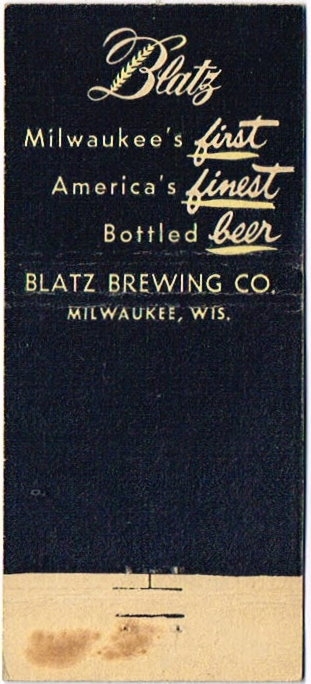 Blatz
Milwaukee's first
America's finest
Bottled beer
BLATZ BREWING CO.
MILWAUKEE, WIS.